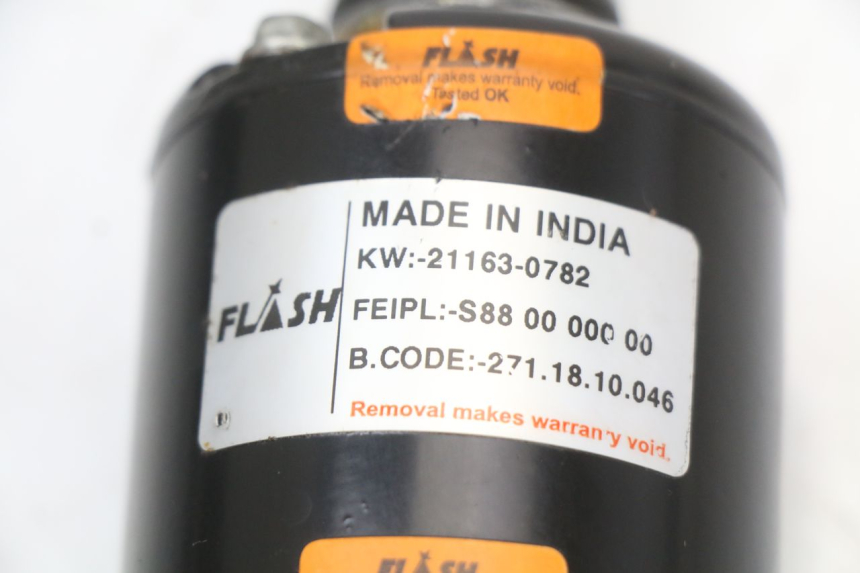 FLASH
Removal makes warranty void.
Tested OK
MADE IN INDIA
KW:-21163-0782
FLASH
FEIPL:-S88 00 000 00
B.CODE:-271.18.10.046
Removal makes warranty void.
FLASH